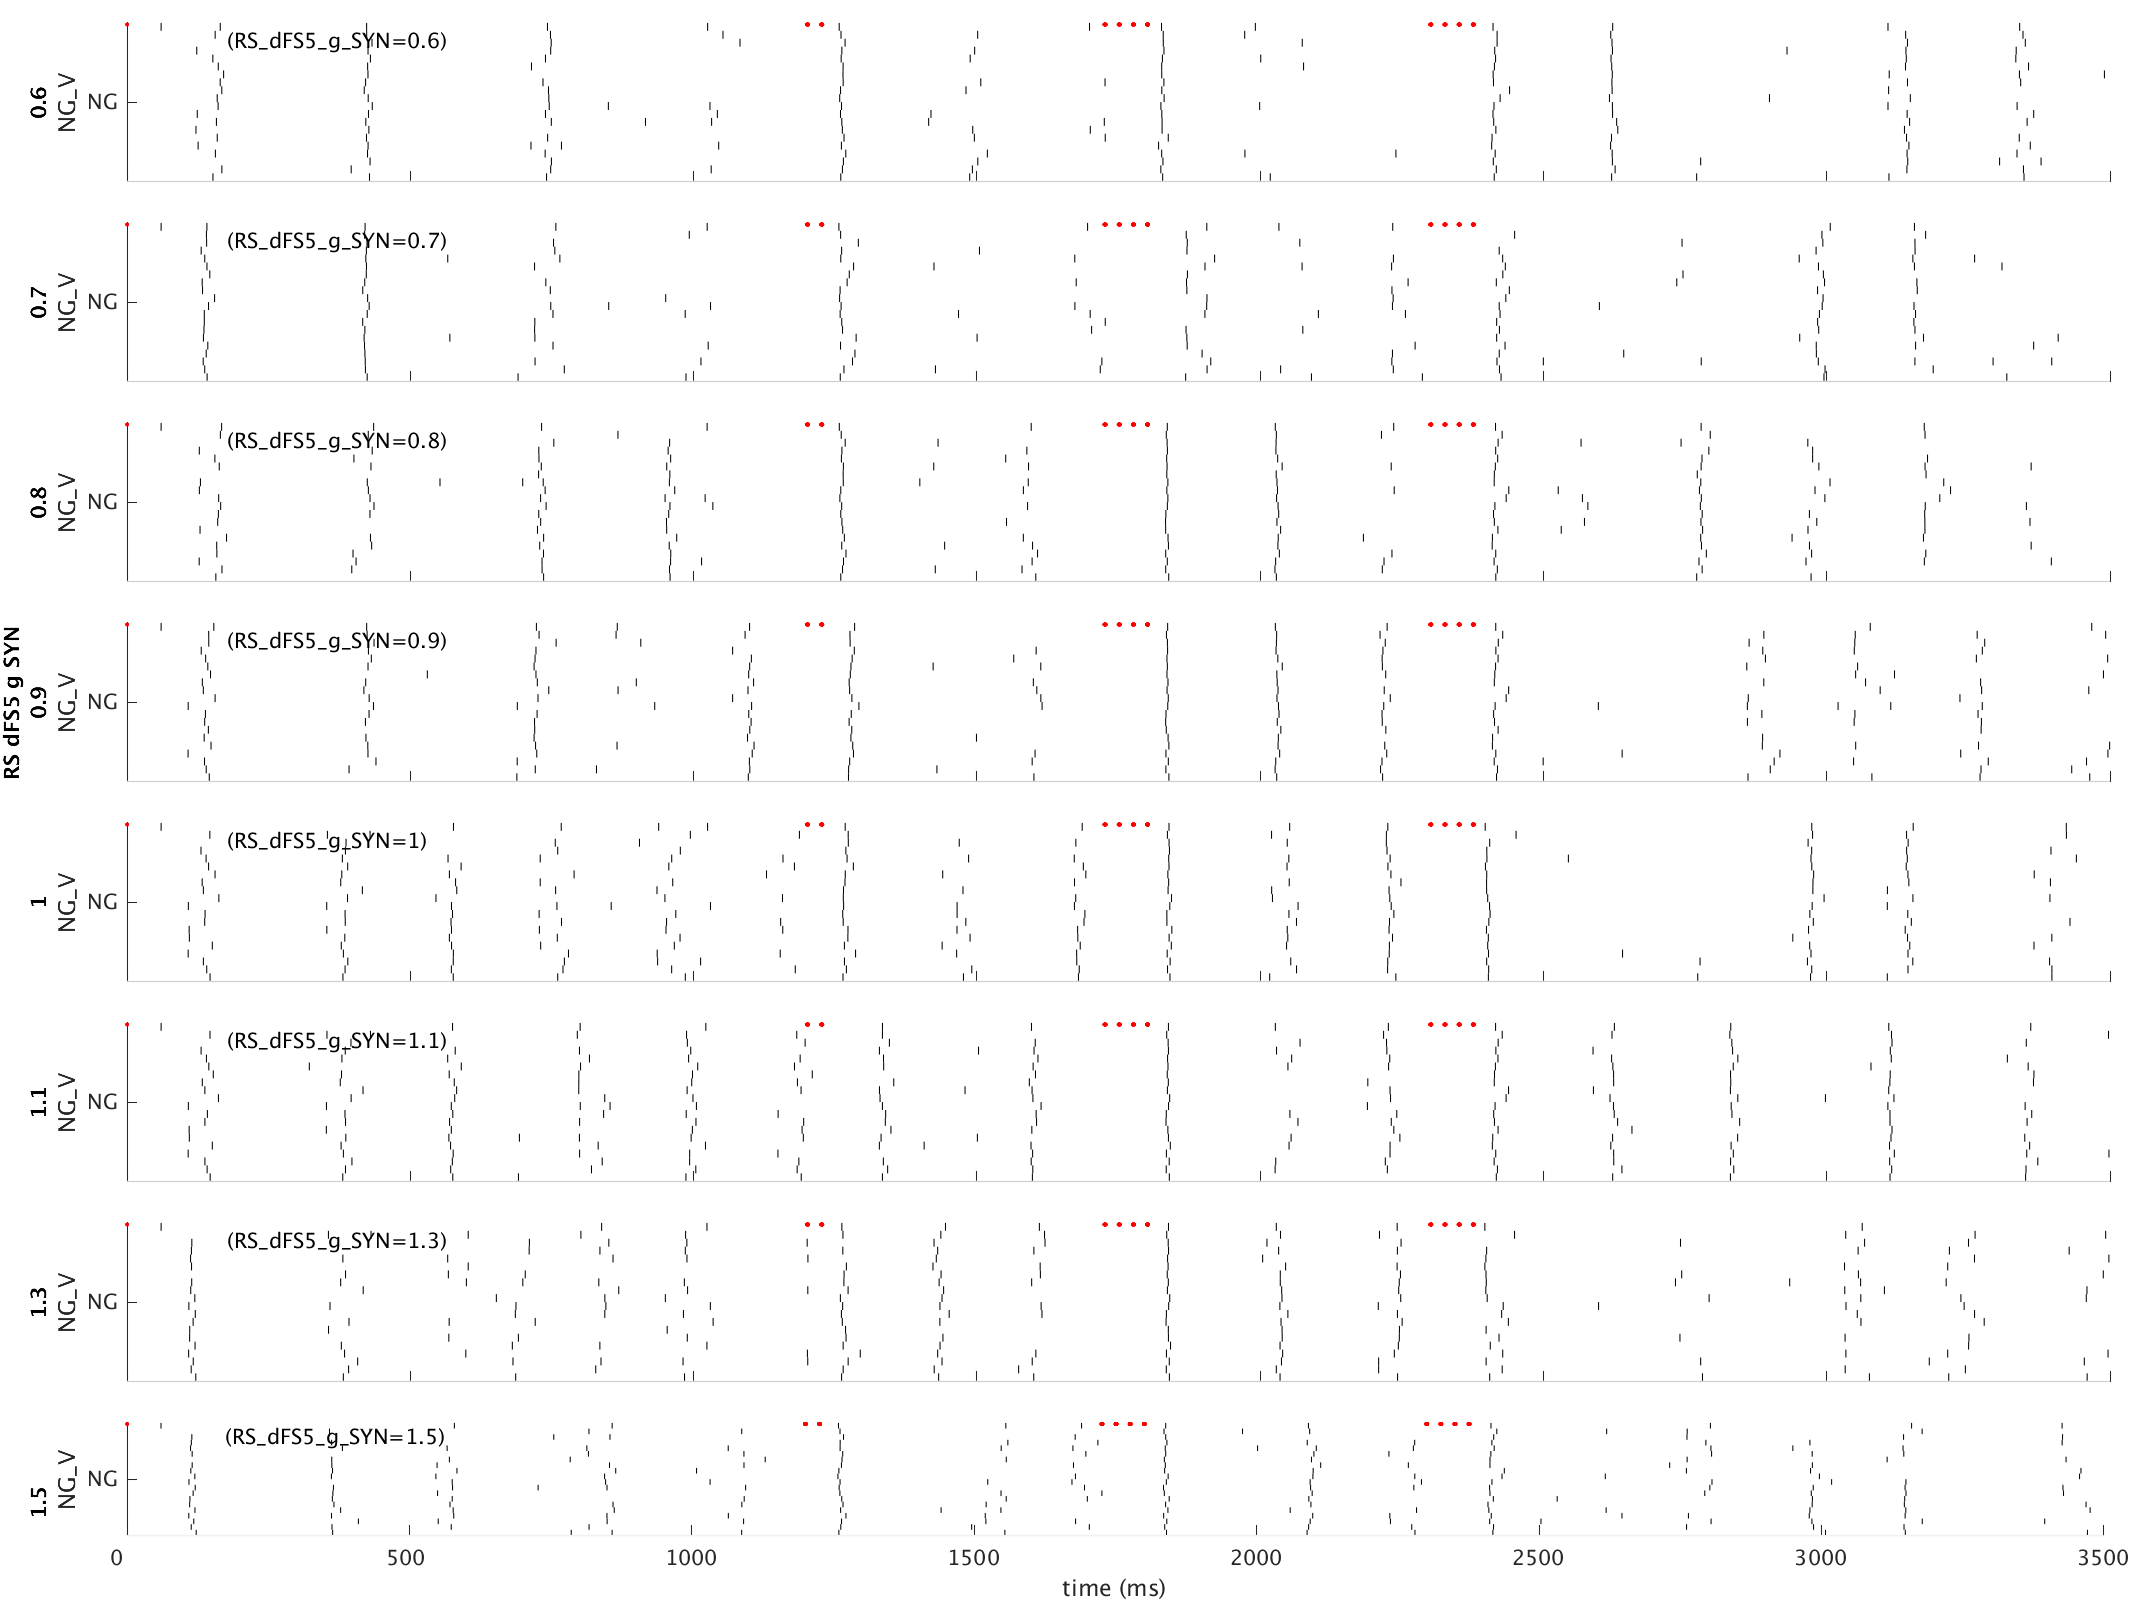 RS dFS5 g SYN
0.6
NG_V
NG
(RS_dFS5_g_SYN=0.6)
0.7
NG_V
NG
(RS_dFS5_g_SYN=0.7)
0.8
NG_V
NG
(RS_dFS5_g_SYN=0.8)
0.9
NG_V
NG
(RS_dFS5_g_SYN=0.9)
1
NG_V
NG
(RS_dFS5_g_SYN=1)
1.1
NG_V
NG
(RS_dFS5_g_SYN=1.1)
1.3
NG_V
NG
(RS_dFS5_g_SYN=1.3)
1.5
NG_V
NG
(RS_dFS5_g_SYN=1.5)
0 500 1000 1500 2000 2500 3000 3500
time (ms)